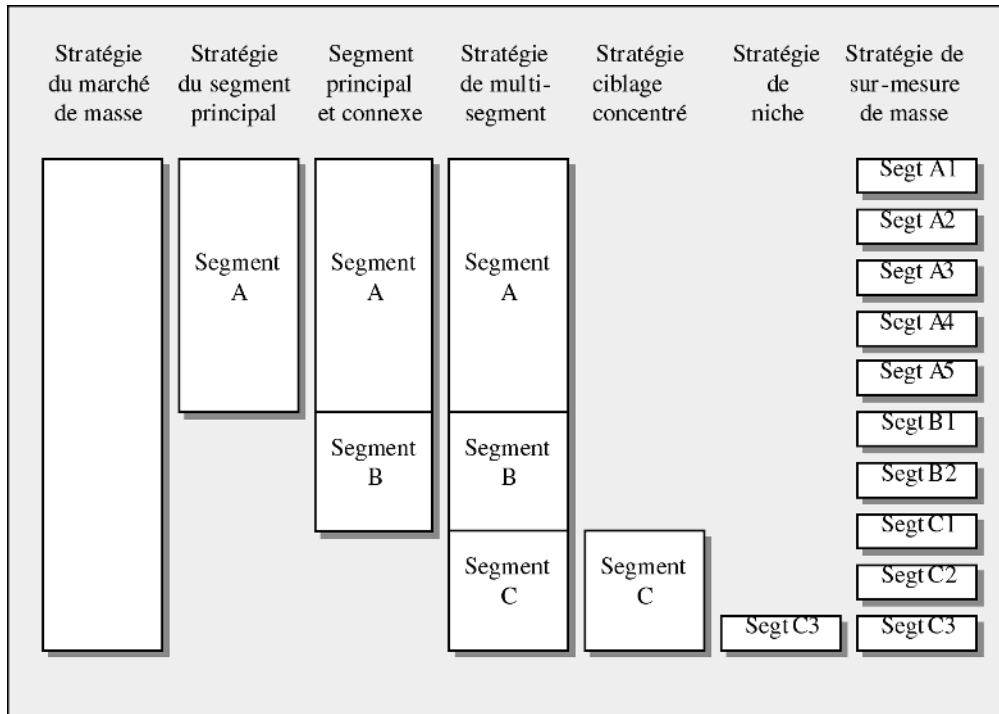 Stratégie
du marché
de masse
Stratégie
du segment
principal
Segment
principal
et connexe
Stratégie
de multi-
segment
Stratégie
ciblage
concentré
Stratégie
de
niche
Stratégie de
sur-mesure
de masse
Segment
A
Segment
A
Segment
B
Segment
A
Segment
B
Segment
C
Segment
C
Segt C3
Segt A1
Segt A2
Segt A3
Segt A4
Segt A5
Segt B1
Segt B2
Segt C1
Segt C2
Segt C3